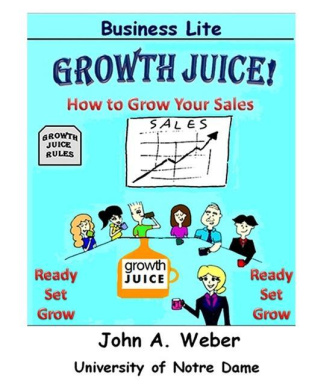 Business Lite
GROWTH JUICE!
How to Grow Your Sales
SALES
GROWTH
JUICE
RULES
growth
JUICE
Ready
Set
Grow
Ready
Set
Grow
John A. Weber
University of Notre Dame